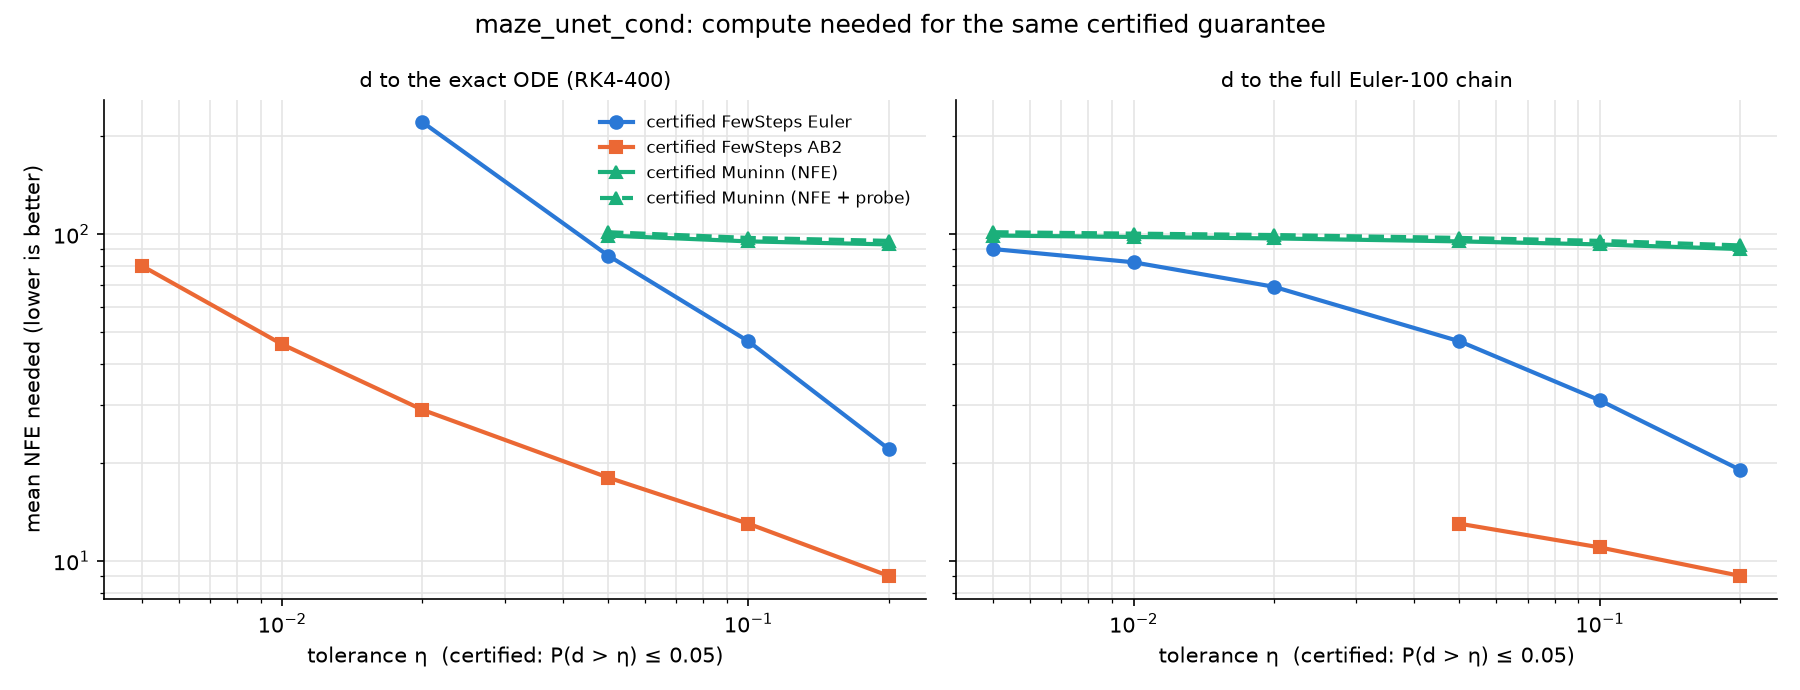 maze_unet_cond: compute needed for the same certified guarantee
d to the exact ODE (RK4-400)
d to the full Euler-100 chain
certified FewSteps Euler
certified FewSteps AB2
certified Muninn (NFE)
certified Muninn (NFE + probe)
mean NFE needed (lower is better)
10²
10¹
10⁻²
10⁻¹
10⁻²
10⁻¹
tolerance η (certified: P(d > η) ≤ 0.05)
tolerance η (certified: P(d > η) ≤ 0.05)